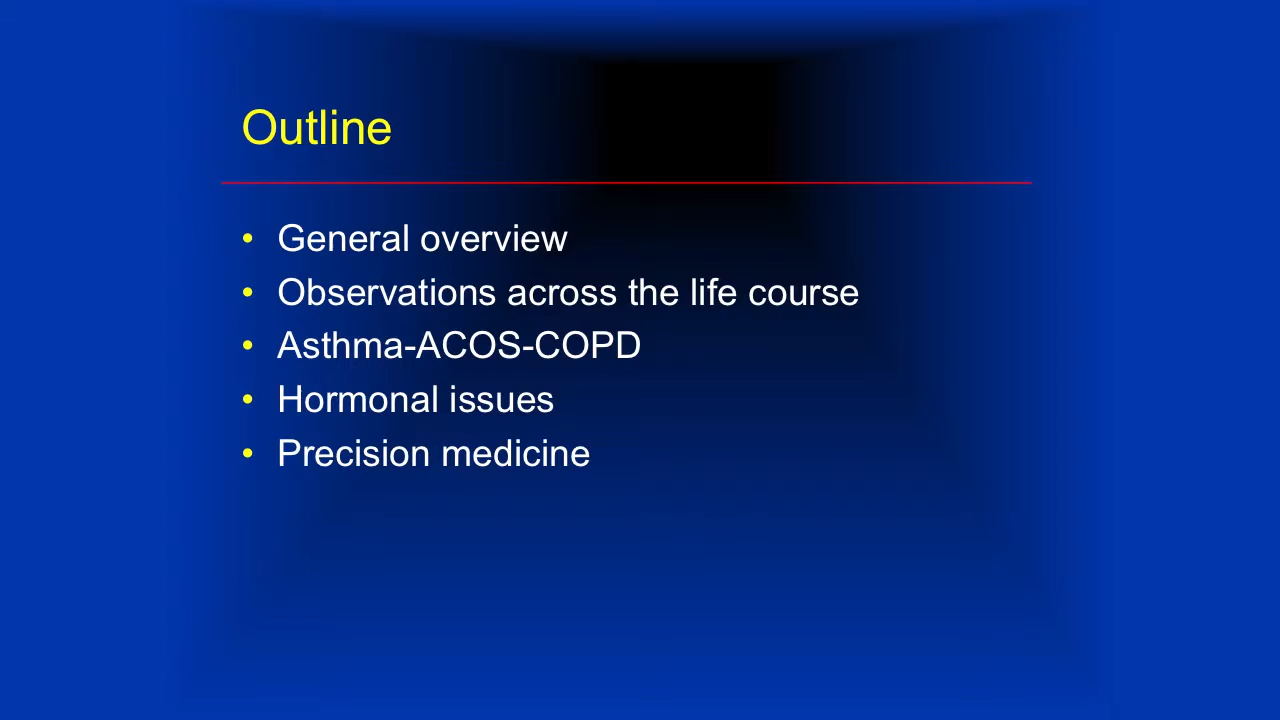 Outline
• General overview
• Observations across the life course
• Asthma-ACOS-COPD
• Hormonal issues
• Precision medicine